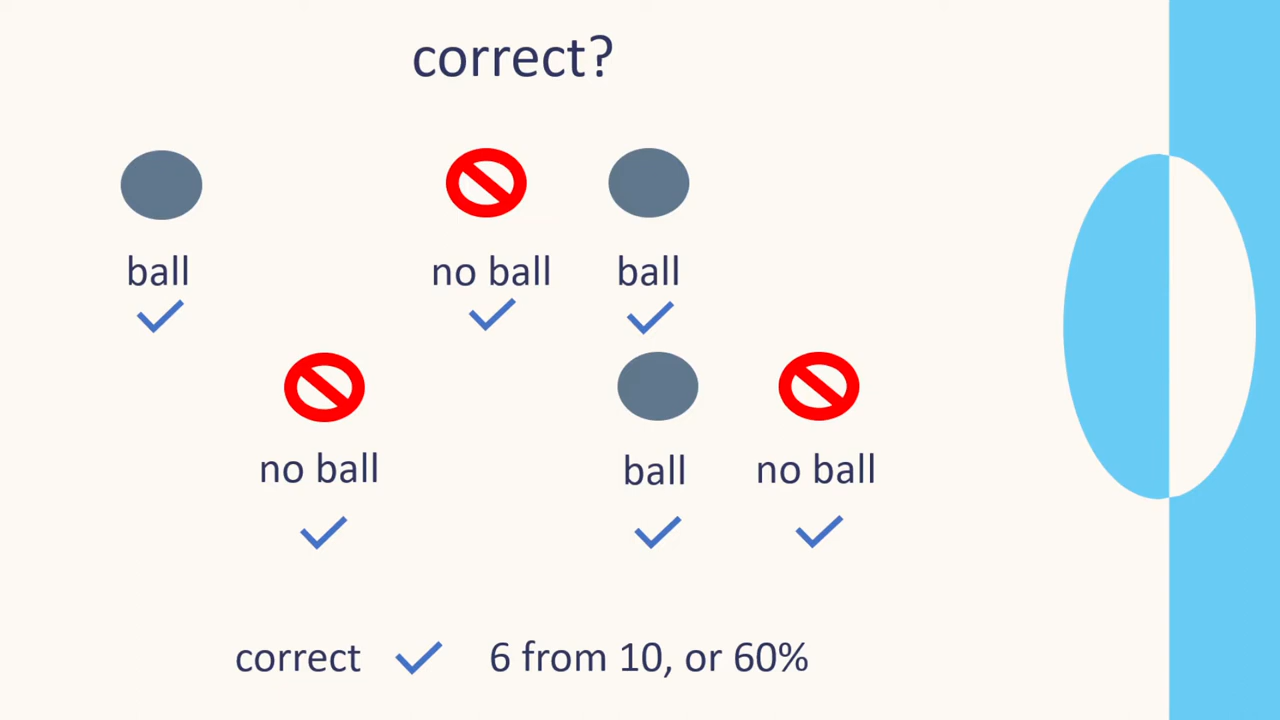 correct?
ball no ball ball
no ball ball no ball
correct 6 from 10, or 60%